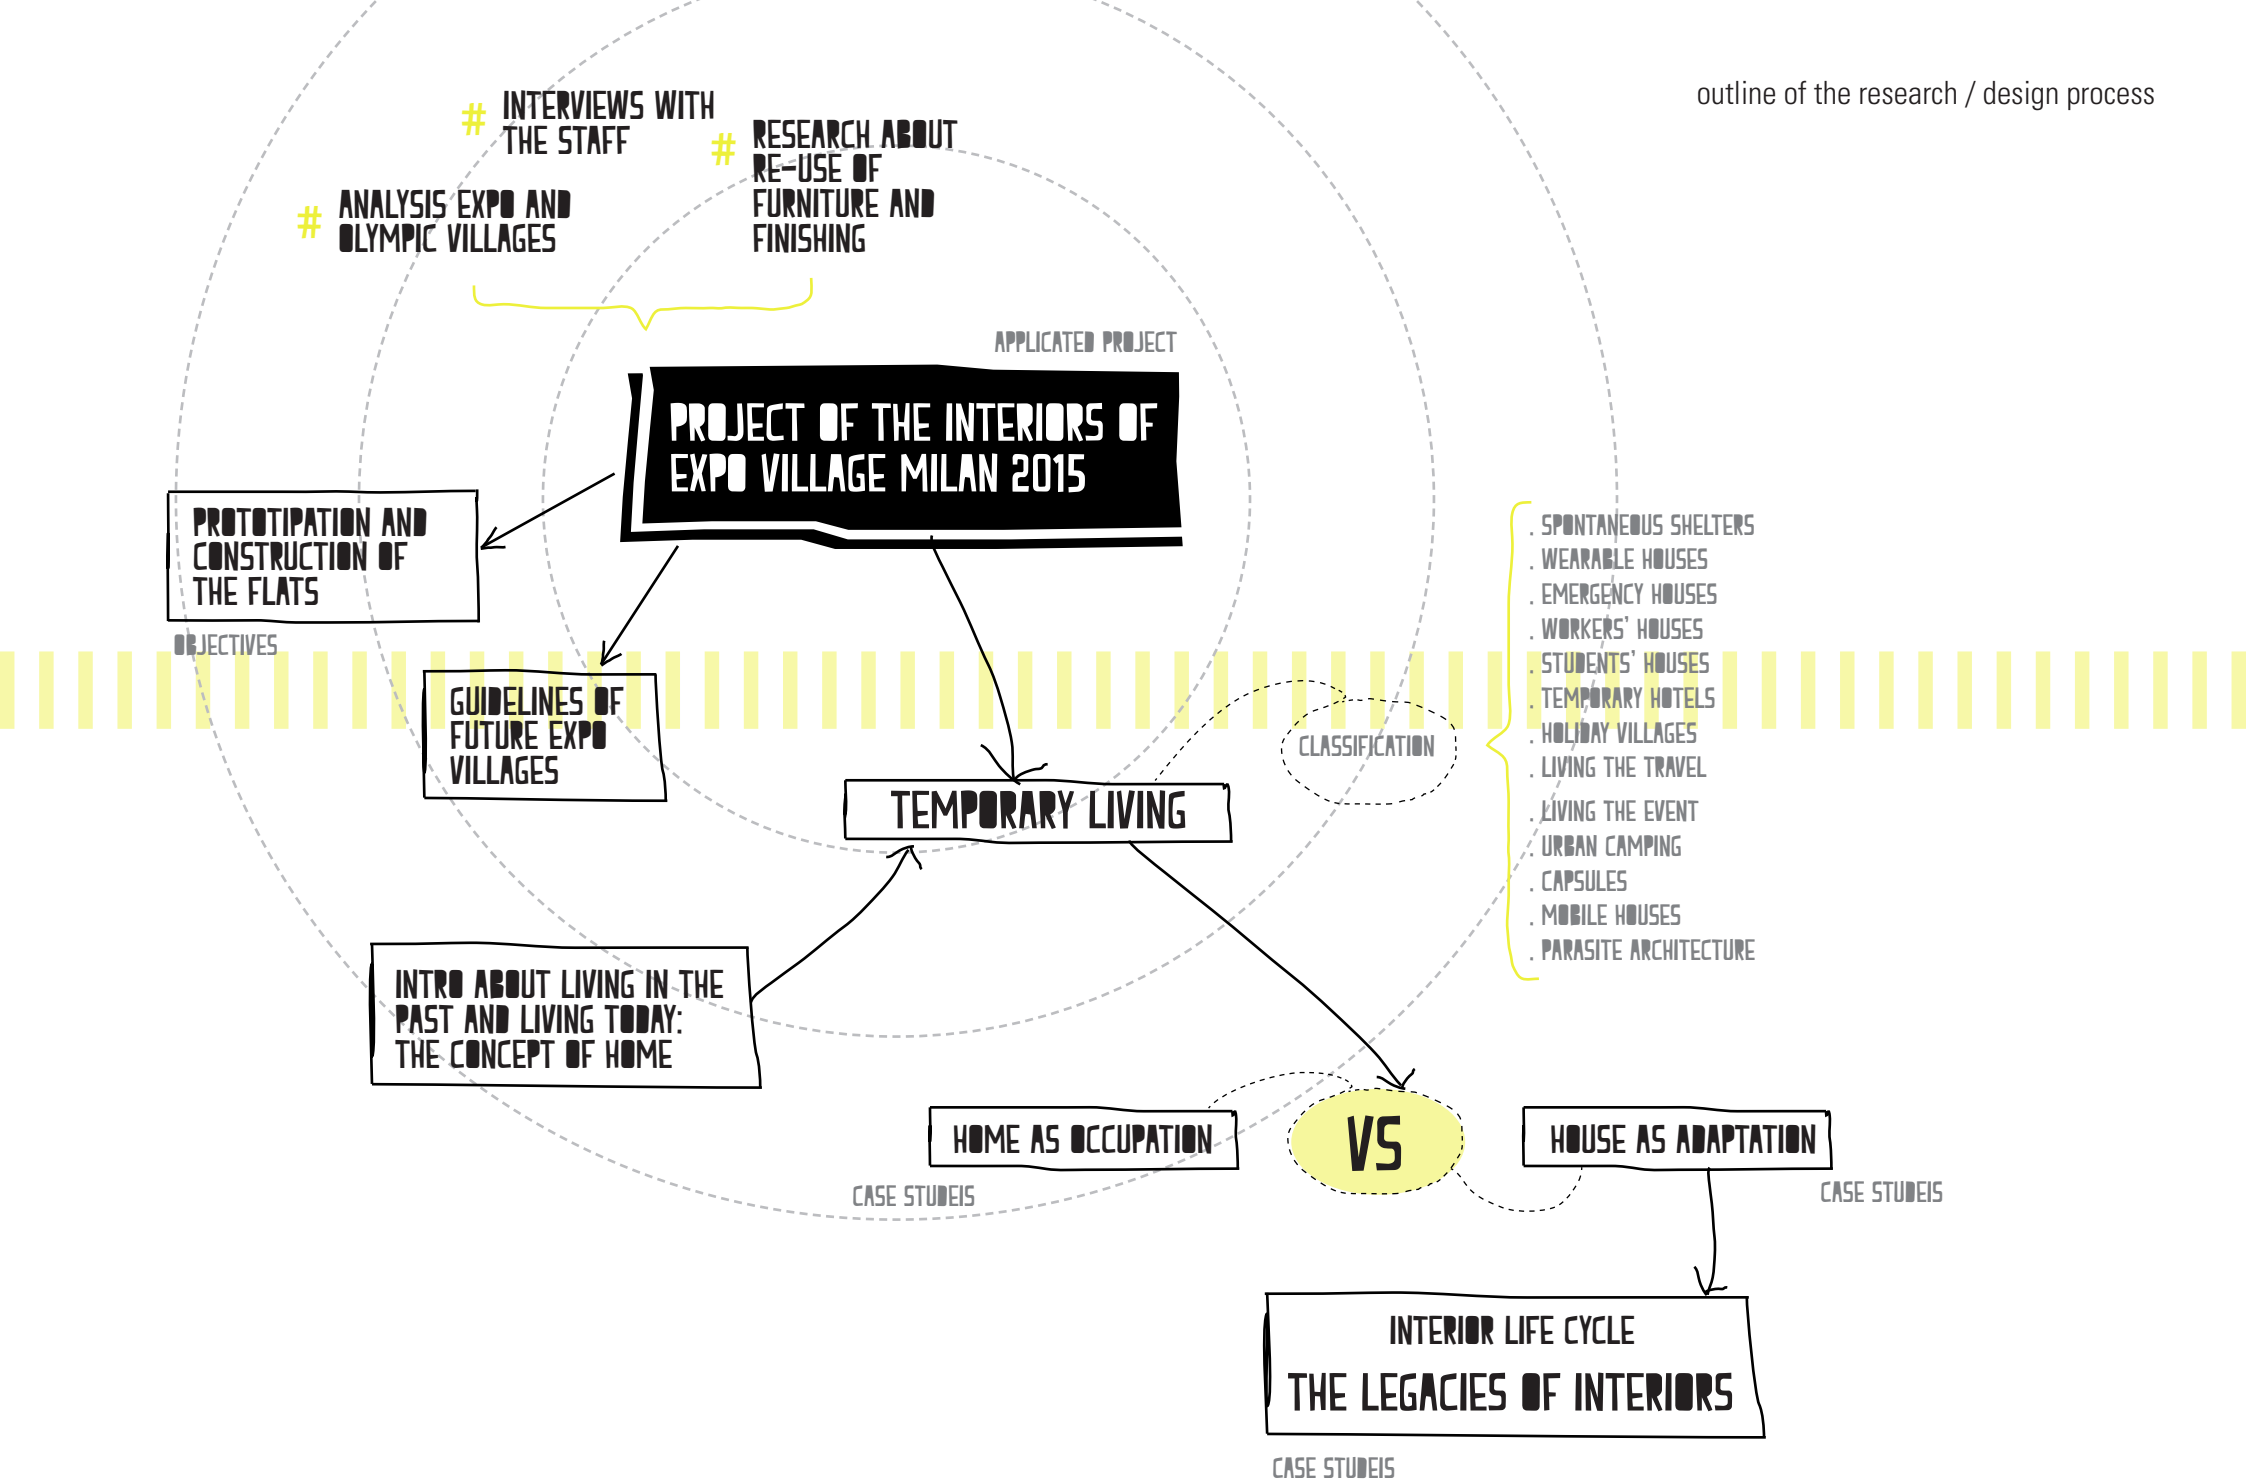 outline of the research / design process
# INTERVIEWS WITH
THE STAFF
# RESEARCH ABOUT
RE-USE OF
FURNITURE AND
FINISHING
# ANALYSIS EXPO AND
OLYMPIC VILLAGES
APPLICATED PROJECT
PROJECT OF THE INTERIORS OF
EXPO VILLAGE MILAN 2015
PROTOTIPATION AND
CONSTRUCTION OF
THE FLATS
OBJECTIVES
GUIDELINES OF
FUTURE EXPO
VILLAGES
TEMPORARY LIVING
CLASSIFICATION
. SPONTANEOUS SHELTERS
. WEARABLE HOUSES
. EMERGENCY HOUSES
. WORKERS' HOUSES
. STUDENTS' HOUSES
. TEMPORARY HOTELS
. HOLIDAY VILLAGES
. LIVING THE TRAVEL
. LIVING THE EVENT
. URBAN CAMPING
. CAPSULES
. MOBILE HOUSES
. PARASITE ARCHITECTURE
INTRO ABOUT LIVING IN THE
PAST AND LIVING TODAY:
THE CONCEPT OF HOME
HOME AS OCCUPATION
VS
HOUSE AS ADAPTATION
CASE STUDEIS
CASE STUDEIS
INTERIOR LIFE CYCLE
THE LEGACIES OF INTERIORS
CASE STUDEIS